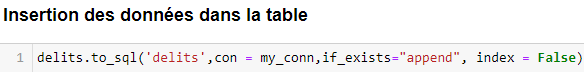 Insertion des données dans la table
1 delits.to_sql('delits',con = my_conn,if_exists="append", index = False)